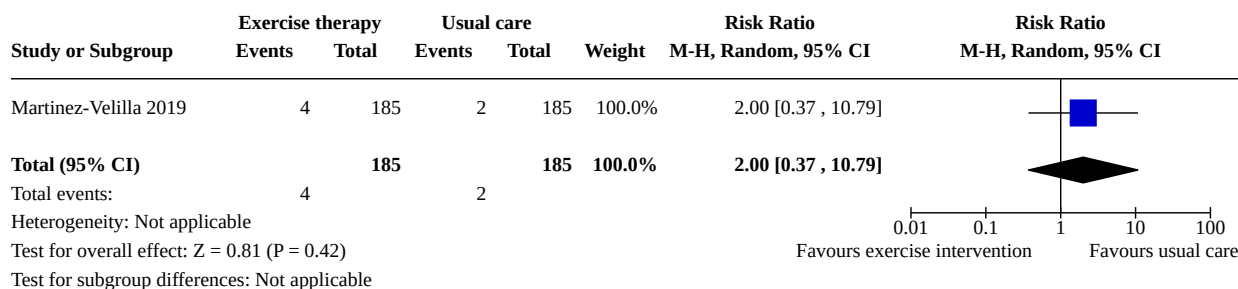 Exercise therapy Usual care Risk Ratio Risk Ratio
Study or Subgroup Events Total Events Total Weight M-H, Random, 95% CI M-H, Random, 95% CI
Martinez-Velilla 2019 4 185 2 185 100.0% 2.00 [0.37 , 10.79]
Total (95% CI) 185 185 100.0% 2.00 [0.37 , 10.79]
Total events: 4 2
Heterogeneity: Not applicable
0.01 0.1 1 10 100
Test for overall effect: Z = 0.81 (P = 0.42) Favours exercise intervention Favours usual care
Test for subgroup differences: Not applicable